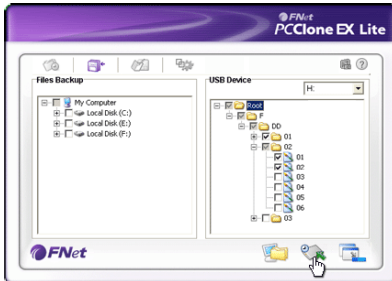 FNet
PCClone EX Lite
Files Backup
USB Device
H:
My Computer
Local Disk (C:)
Local Disk (E:)
Local Disk (F:)
Root
F
DD
01
02
01
02
03
04
05
06
03
FNet